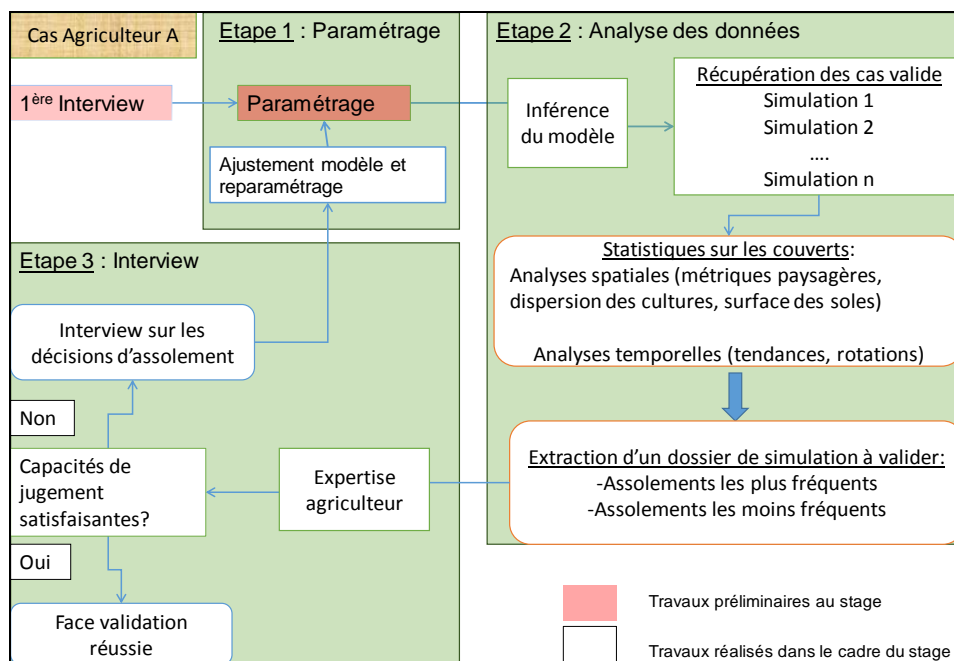 Cas Agriculteur A
Etape 1 : Paramétrage
1ère Interview
Paramétrage
Ajustement modèle et
reparamétrage
Etape 2 : Analyse des données
Inférence
du modèle
Récupération des cas valide
Simulation 1
Simulation 2
....
Simulation n
Statistiques sur les couverts:
Analyses spatiales (métriques paysagères,
dispersion des cultures, surface des soles)
Analyses temporelles (tendances, rotations)
Extraction d'un dossier de simulation à valider:
-Assolements les plus fréquents
-Assolements les moins fréquents
Etape 3 : Interview
Interview sur les
décisions d'assolement
Non
Capacités de
jugement
satisfaisantes?
Expertise
agriculteur
Oui
Face validation
réussie
Travaux préliminaires au stage
Travaux réalisés dans le cadre du stage